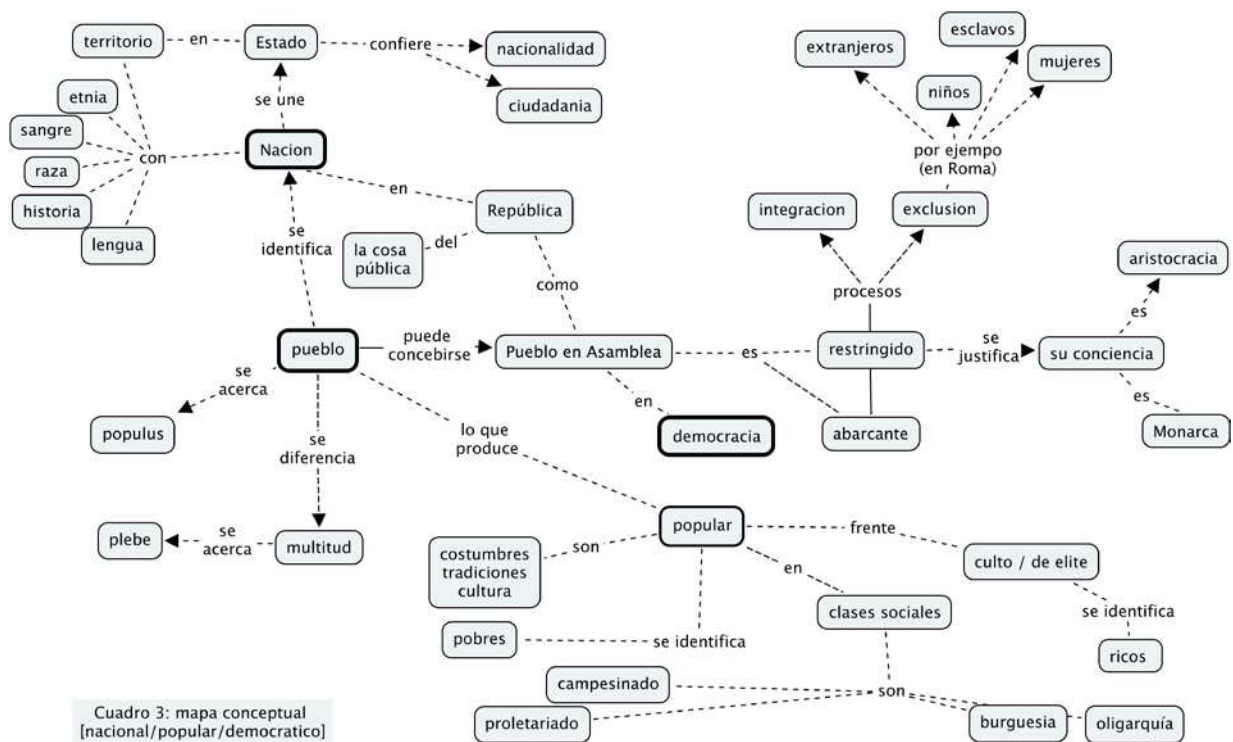 territorio
en
Estado
confiere
nacionalidad
ciudadania
se une
etnia
sangre
raza
historia
lengua
con
Nacion
en
República
del
la cosa
pública
se
identifica
como
pueblo
puede
concebirse
Pueblo en Asamblea
es
restringido
se
justifica
su conciencia
es
aristocracia
es
Monarca
procesos
integracion
exclusion
por ejempo
(en Roma)
extranjeros
niños
esclavos
mujeres
abarcante
en
democracia
se
acerca
populus
se
diferencia
multitud
se
acerca
plebe
lo que
produce
popular
son
costumbres
tradiciones
cultura
se identifica
pobres
en
clases sociales
frente
culto / de elite
se identifica
ricos
son
campesinado
proletariado
burguesia
oligarquía
Cuadro 3: mapa conceptual
[nacional/popular/democratico]